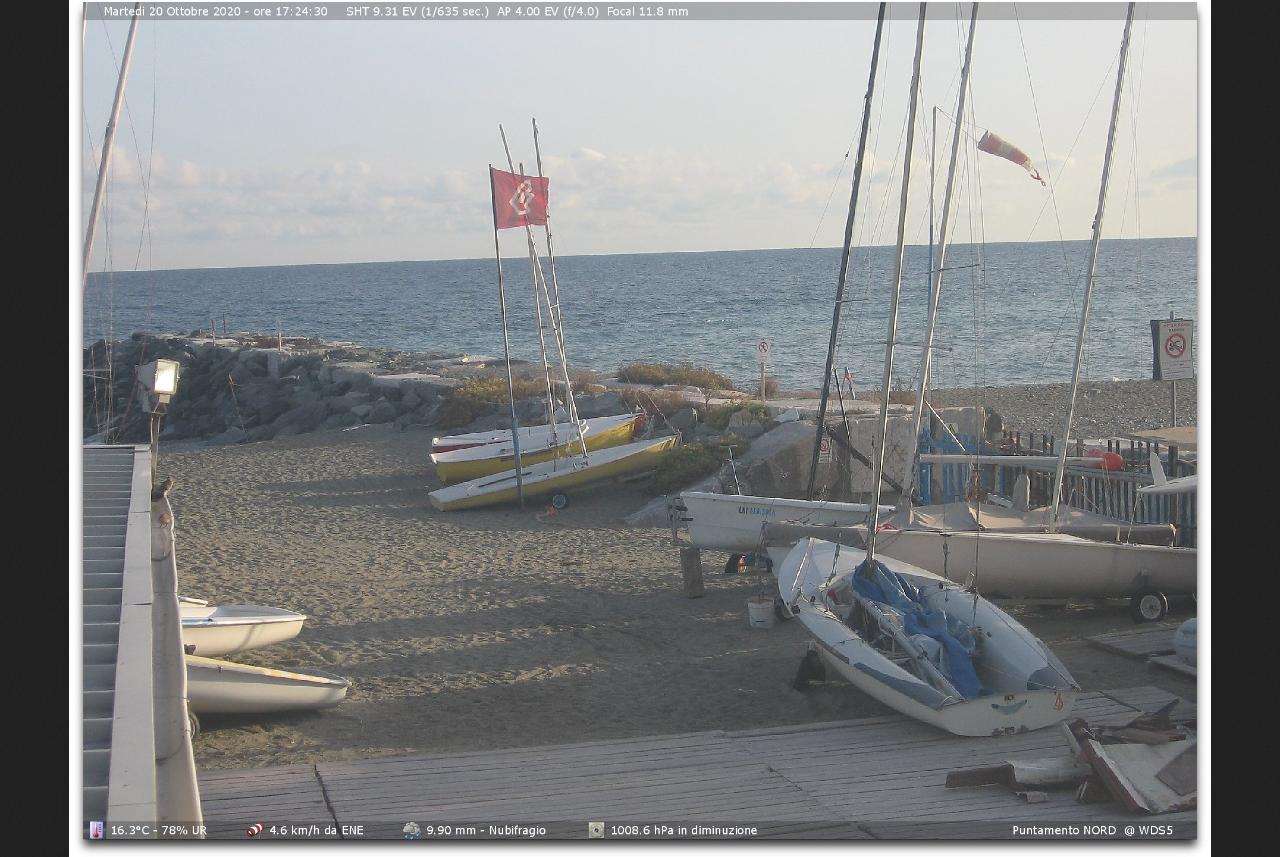 Martedi 20 Ottobre 2020 - ore 17:24:30 SHT 9.31 EV (1/635 sec.) AP 4.00 EV (f/4.0) Focal 11.8 mm
16.3°C - 78% UR 4.6 km/h da ENE 9.90 mm - Nubifragio 1008.6 hPa in diminuzione Puntamento NORD @ WDS5